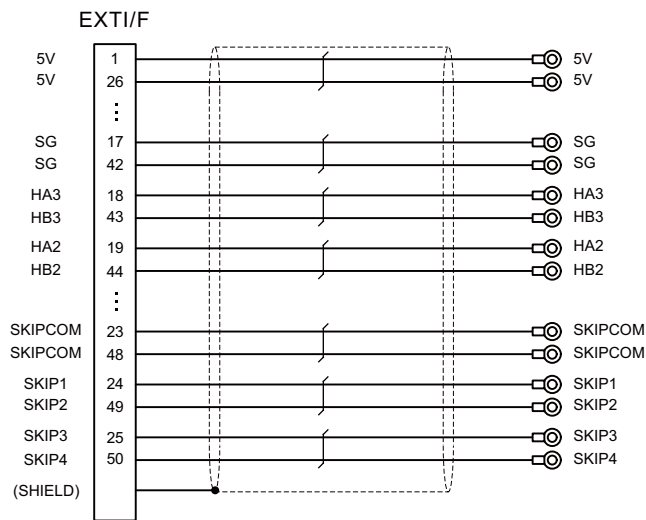 EXTI/F
5V 1 5V
5V 26 5V
SG 17 SG
SG 42 SG
HA3 18 HA3
HB3 43 HB3
HA2 19 HA2
HB2 44 HB2
SKIPCOM 23 SKIPCOM
SKIPCOM 48 SKIPCOM
SKIP1 24 SKIP1
SKIP2 49 SKIP2
SKIP3 25 SKIP3
SKIP4 50 SKIP4
(SHIELD)